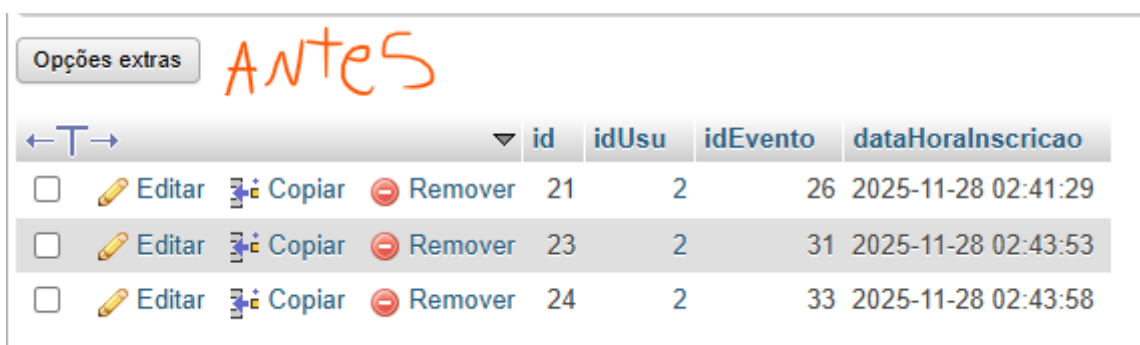 Opções extras ANteS
id idUsu idEvento dataHoraInscricao
Editar Copiar Remover 21 2 26 2025-11-28 02:41:29
Editar Copiar Remover 23 2 31 2025-11-28 02:43:53
Editar Copiar Remover 24 2 33 2025-11-28 02:43:58